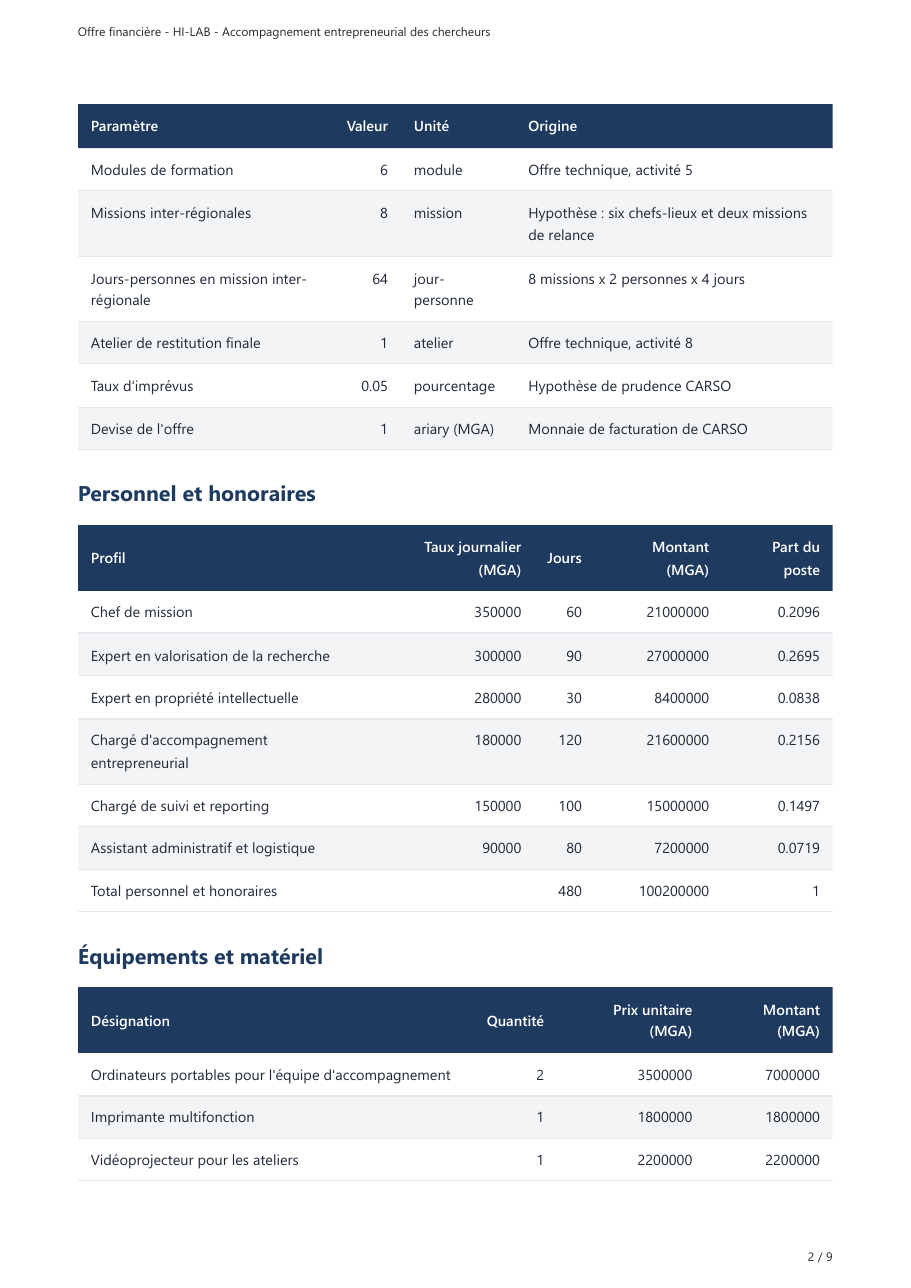 Offre financière - HI-LAB - Accompagnement entrepreneurial des chercheurs
Paramètre Valeur Unité Origine
Modules de formation 6 module Offre technique, activité 5
Missions inter-régionales 8 mission Hypothèse : six chefs-lieux et deux missions
de relance
Jours-personnes en mission inter- 64 jour- 8 missions x 2 personnes x 4 jours
régionale personne
Atelier de restitution finale 1 atelier Offre technique, activité 8
Taux d'imprévus 0.05 pourcentage Hypothèse de prudence CARSO
Devise de l'offre 1 ariary (MGA) Monnaie de facturation de CARSO
Personnel et honoraires
Profil Taux journalier (MGA) Jours Montant (MGA) Part du poste
Chef de mission 350000 60 21000000 0.2096
Expert en valorisation de la recherche 300000 90 27000000 0.2695
Expert en propriété intellectuelle 280000 30 8400000 0.0838
Chargé d'accompagnement 180000 120 21600000 0.2156
entrepreneurial
Chargé de suivi et reporting 150000 100 15000000 0.1497
Assistant administratif et logistique 90000 80 7200000 0.0719
Total personnel et honoraires 480 100200000 1
Équipements et matériel
Désignation Quantité Prix unitaire (MGA) Montant (MGA)
Ordinateurs portables pour l'équipe d'accompagnement 2 3500000 7000000
Imprimante multifonction 1 1800000 1800000
Vidéoprojecteur pour les ateliers 1 2200000 2200000
2 / 9